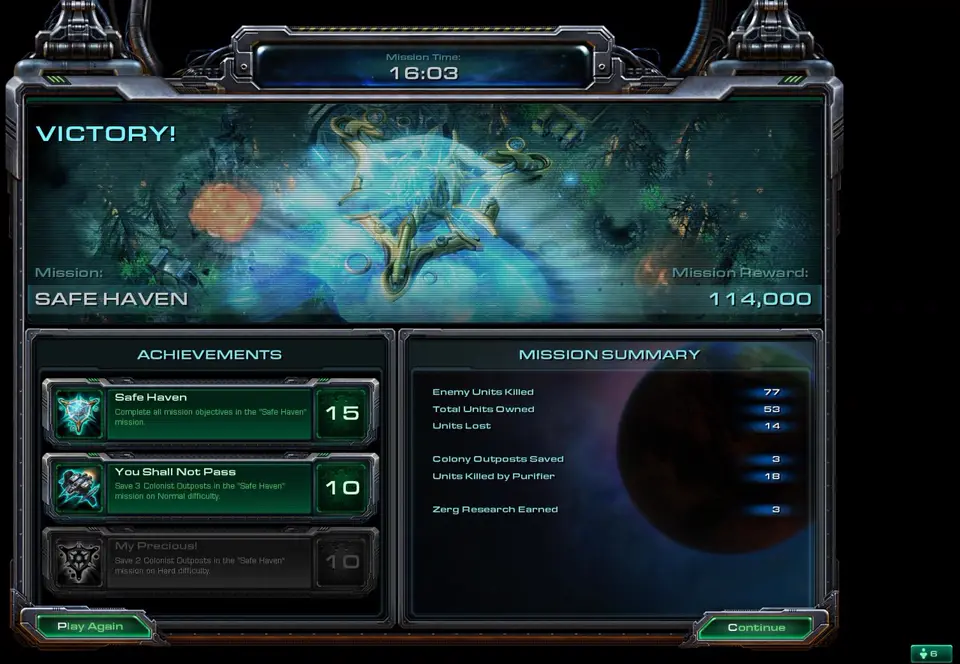 Mission Time:
16:03
VICTORY!
Mission:
Mission Reward:
SAFE HAVEN
114,000
ACHIEVEMENTS
Safe Haven
Complete all mission objectives in the "Safe Haven"
mission.
15
You Shall Not Pass
Save 3 Colonist Outposts in the "Safe Haven"
mission on Normal difficulty.
10
My Precious!
Save 2 Colonist Outposts in the "Safe Haven"
mission on Hard difficulty.
10
MISSION SUMMARY
Enemy Units Killed 77
Total Units Owned 53
Units Lost 14
Colony Outposts Saved 3
Units Killed by Purifier 18
Zerg Research Earned 3
Play Again
Continue
6